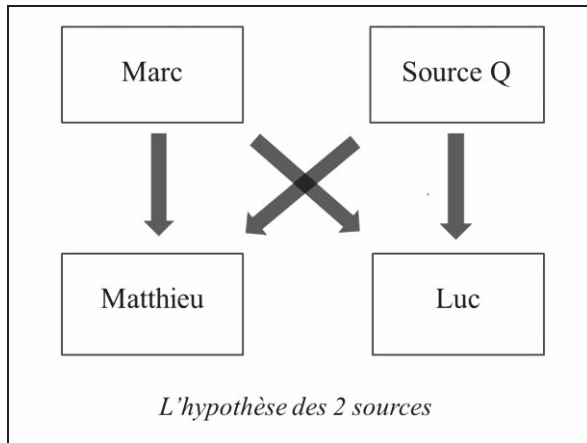 Marc
Source Q
Matthieu
Luc
L'hypothèse des 2 sources